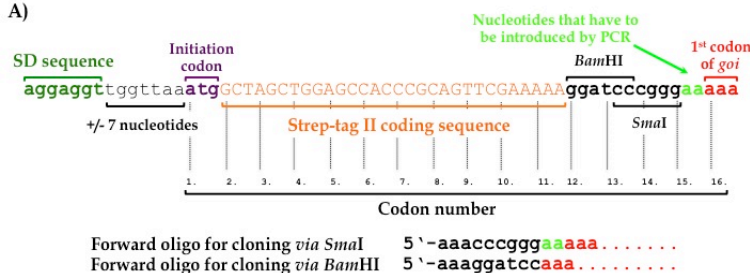 A)
Nucleotides that have to
be introduced by PCR
SD sequence
Initiation
codon
BamHI
1st codon
of goi
aggaggttggttaaatgGCTAGCTGGAGCCACCCGCAGTTCGAAAAAggatcccgggaaaaa
+/- 7 nucleotides
Strep-tag II coding sequence
SmaI
1. 2. 3. 4. 5. 6. 7. 8. 9. 10. 11. 12. 13. 14. 15. 16.
Codon number
Forward oligo for cloning via SmaI 5‘-aaacccgggaaaaa........
Forward oligo for cloning via BamHI 5‘-aaaggatccaaa........